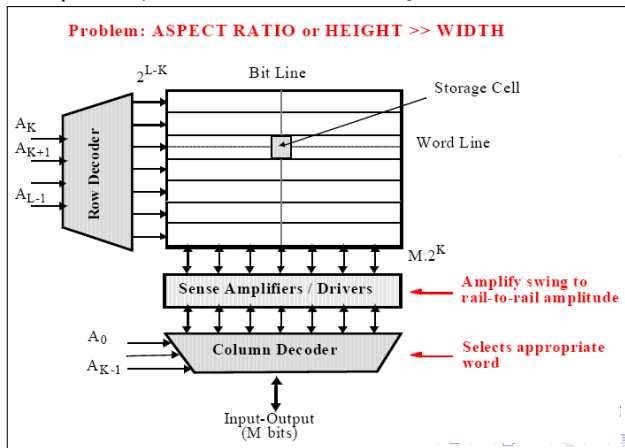 Problem: ASPECT RATIO or HEIGHT >> WIDTH
2^L-K
Bit Line
Storage Cell
A_K
A_K+1
A_L-1
Row Decoder
Word Line
M.2^K
Sense Amplifiers / Drivers
Amplify swing to
rail-to-rail amplitude
A_0
A_K-1
Column Decoder
Selects appropriate
word
Input-Output
(M bits)